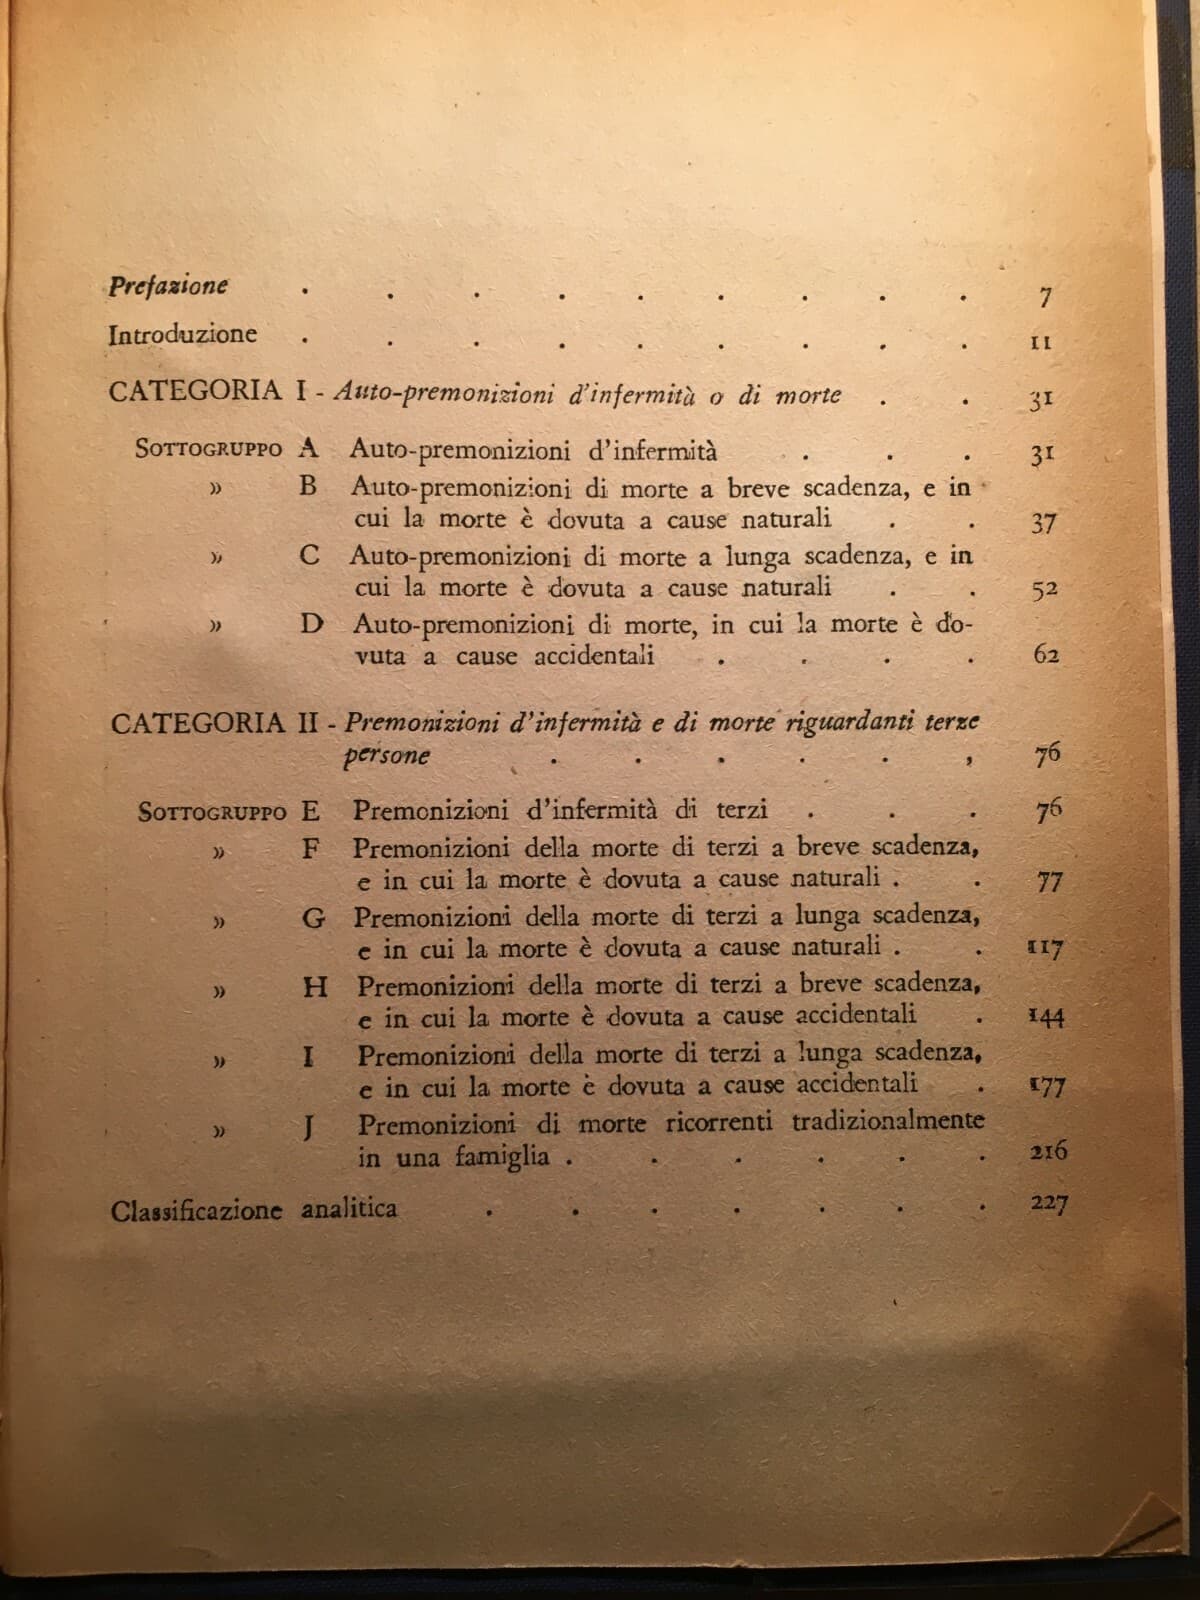 Prefazione . . . . . . . . . 7
Introduzione . . . . . . . . . 11
CATEGORIA I - Auto-premonizioni d'infermità o di morte . . 31
SOTTOGRUPPO A Auto-premonizioni d'infermità . . . 31
» B Auto-premonizioni di morte a breve scadenza, e in
cui la morte è dovuta a cause naturali . . 37
» C Auto-premonizioni di morte a lunga scadenza, e in
cui la morte è dovuta a cause naturali . . 52
» D Auto-premonizioni di morte, in cui la morte è do-
vuta a cause accidentali . . . . 62
CATEGORIA II - Premonizioni d'infermità e di morte riguardanti terze
persone . . . . . , 76
SOTTOGRUPPO E Premonizioni d'infermità di terzi . . . 76
» F Premonizioni della morte di terzi a breve scadenza,
e in cui la morte è dovuta a cause naturali . . 77
» G Premonizioni della morte di terzi a lunga scadenza,
e in cui la morte è dovuta a cause naturali . . 117
» H Premonizioni della morte di terzi a breve scadenza,
e in cui la morte è dovuta a cause accidentali . 144
» I Premonizioni della morte di terzi a lunga scadenza,
e in cui la morte è dovuta a cause accidentali . 177
» J Premonizioni di morte ricorrenti tradizionalmente
in una famiglia . . . . . . 216
Classificazione analitica . . . . . . . 227